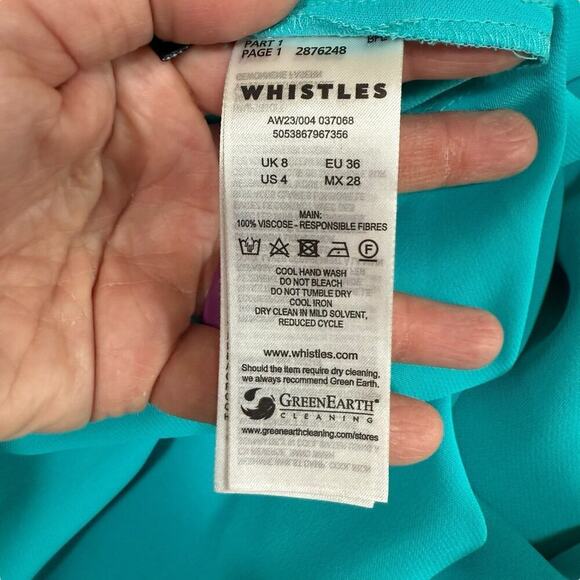 PART 1
PAGE 1 2876248
WHISTLES
AW23/004 037068
5053867967356
UK 8 EU 36
US 4 MX 28
MAIN:
100% VISCOSE - RESPONSIBLE FIBRES
COOL HAND WASH
DO NOT BLEACH
DO NOT TUMBLE DRY
COOL IRON
DRY CLEAN IN MILD SOLVENT,
REDUCED CYCLE
www.whistles.com
Should the item require dry cleaning,
we always recommend Green Earth.
GREENEARTH®
CLEANING
www.greenearthcleaning.com/stores